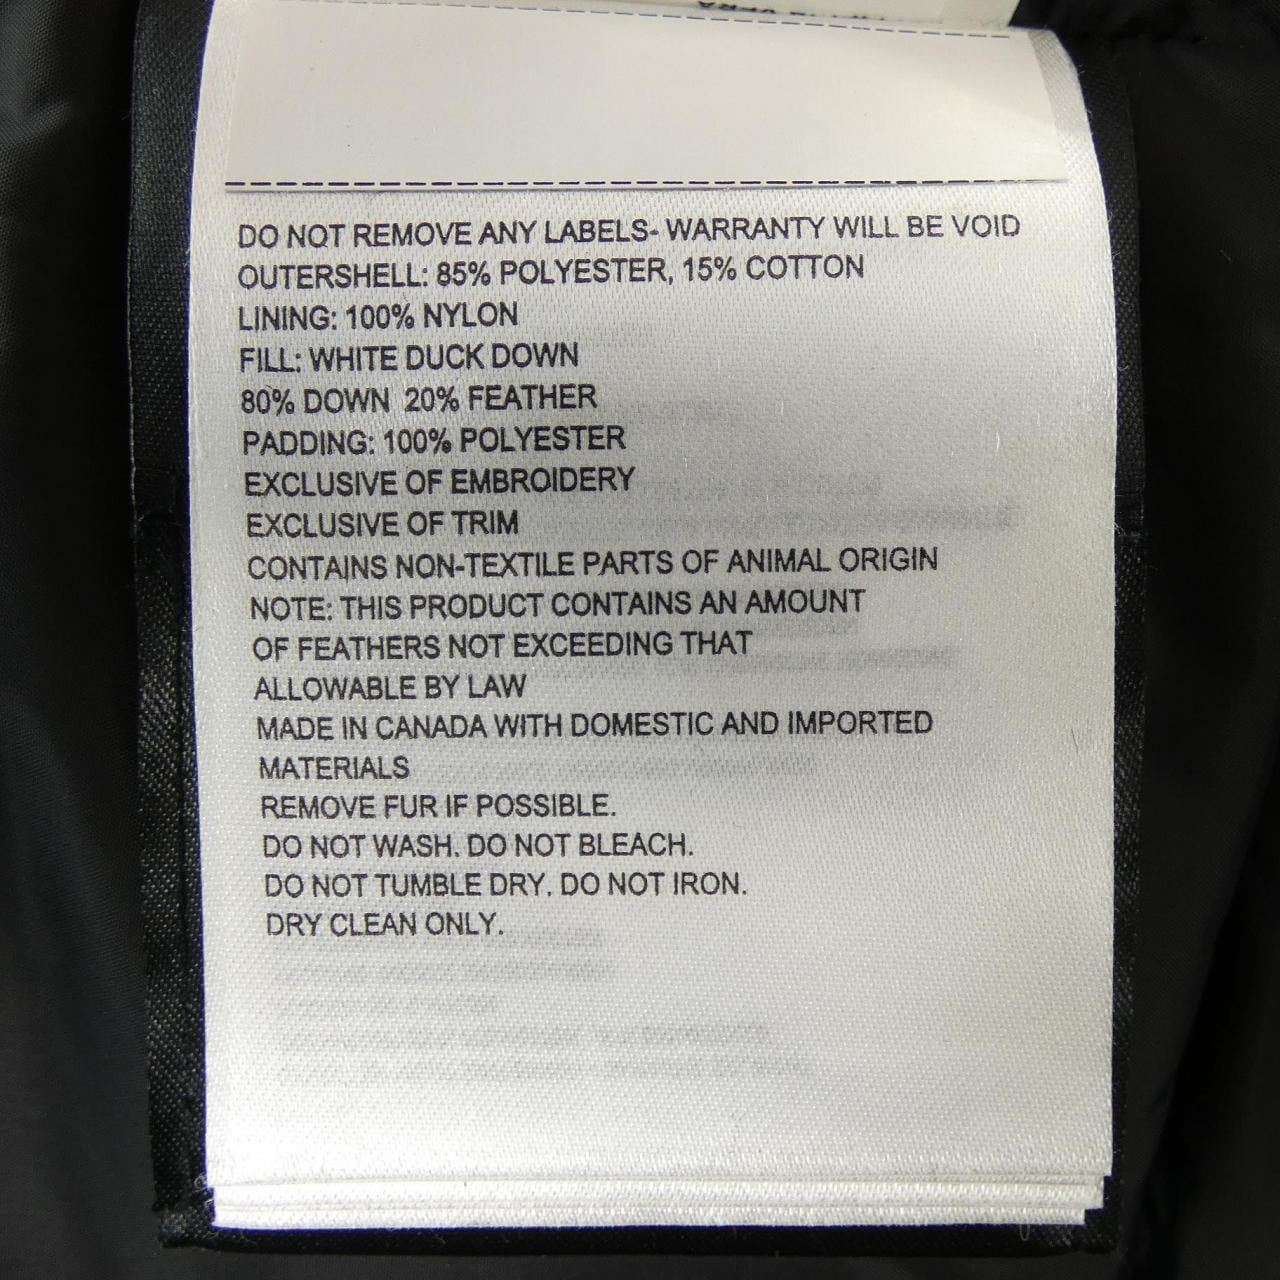 DO NOT REMOVE ANY LABELS- WARRANTY WILL BE VOID
OUTERSHELL: 85% POLYESTER, 15% COTTON
LINING: 100% NYLON
FILL: WHITE DUCK DOWN
80% DOWN 20% FEATHER
PADDING: 100% POLYESTER
EXCLUSIVE OF EMBROIDERY
EXCLUSIVE OF TRIM
CONTAINS NON-TEXTILE PARTS OF ANIMAL ORIGIN
NOTE: THIS PRODUCT CONTAINS AN AMOUNT
OF FEATHERS NOT EXCEEDING THAT
ALLOWABLE BY LAW
MADE IN CANADA WITH DOMESTIC AND IMPORTED
MATERIALS
REMOVE FUR IF POSSIBLE.
DO NOT WASH. DO NOT BLEACH.
DO NOT TUMBLE DRY. DO NOT IRON.
DRY CLEAN ONLY.